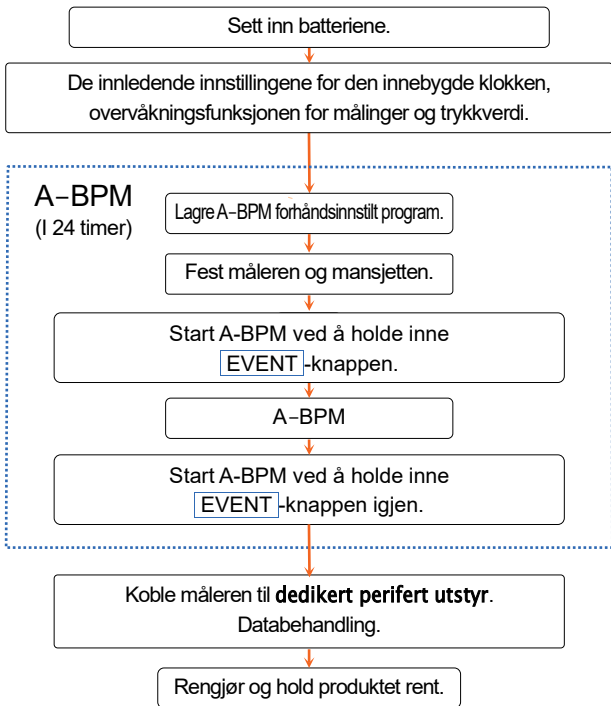 Sett inn batteriene.
De innledende innstillingene for den innebygde klokken,
overvåkningsfunksjonen for målinger og trykkverdi.
A–BPM
(I 24 timer)
Lagre A–BPM forhåndsinnstilt program.
Fest måleren og mansjetten.
Start A-BPM ved å holde inne
EVENT -knappen.
A–BPM
Start A-BPM ved å holde inne
EVENT -knappen igjen.
Koble måleren til dedikert perifert utstyr.
Databehandling.
Rengjør og hold produktet rent.